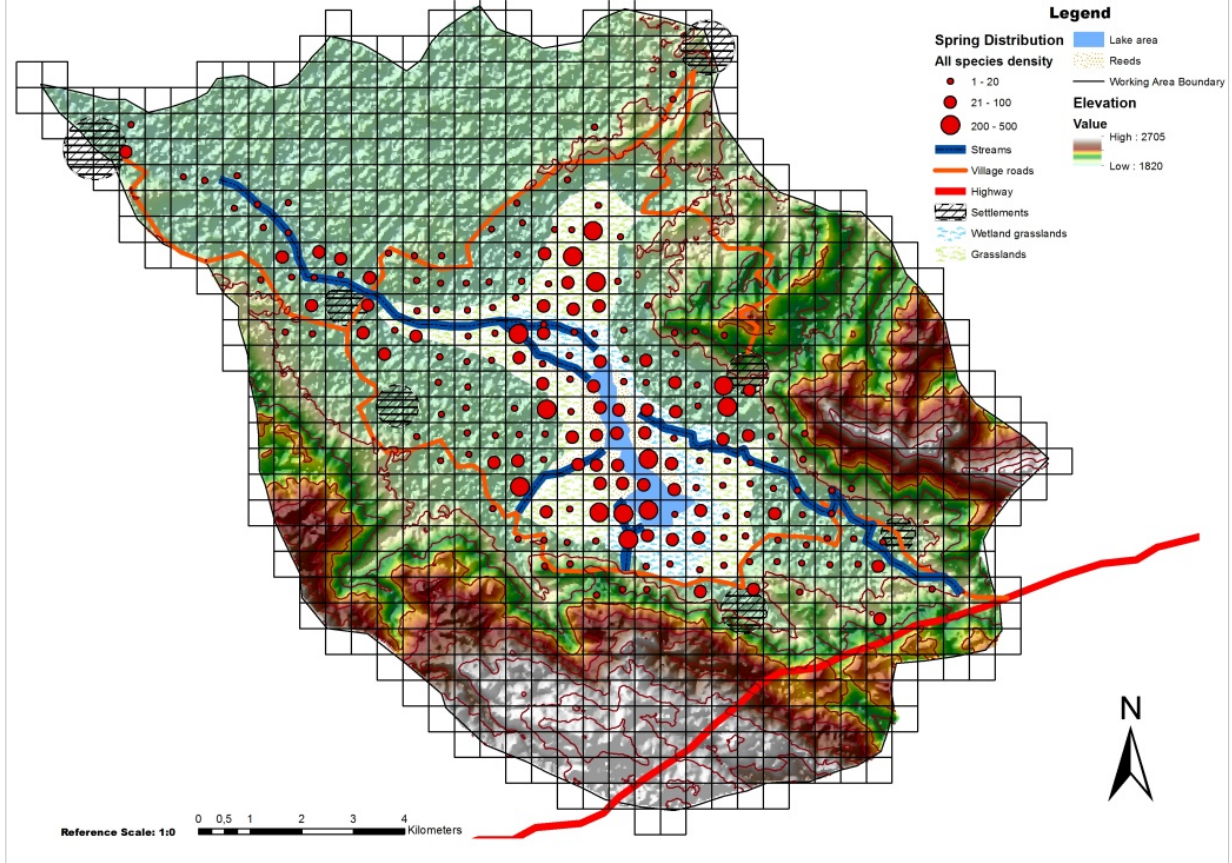 Legend
Spring Distribution
All species density
1 - 20
21 - 100
200 - 500
Streams
Village roads
Highway
Settlements
Wetland grasslands
Grasslands
Lake area
Reeds
Working Area Boundary
Elevation
Value
High : 2705
Low : 1820
N
Reference Scale: 1:0
0 0,5 1 2 3 4
Kilometers